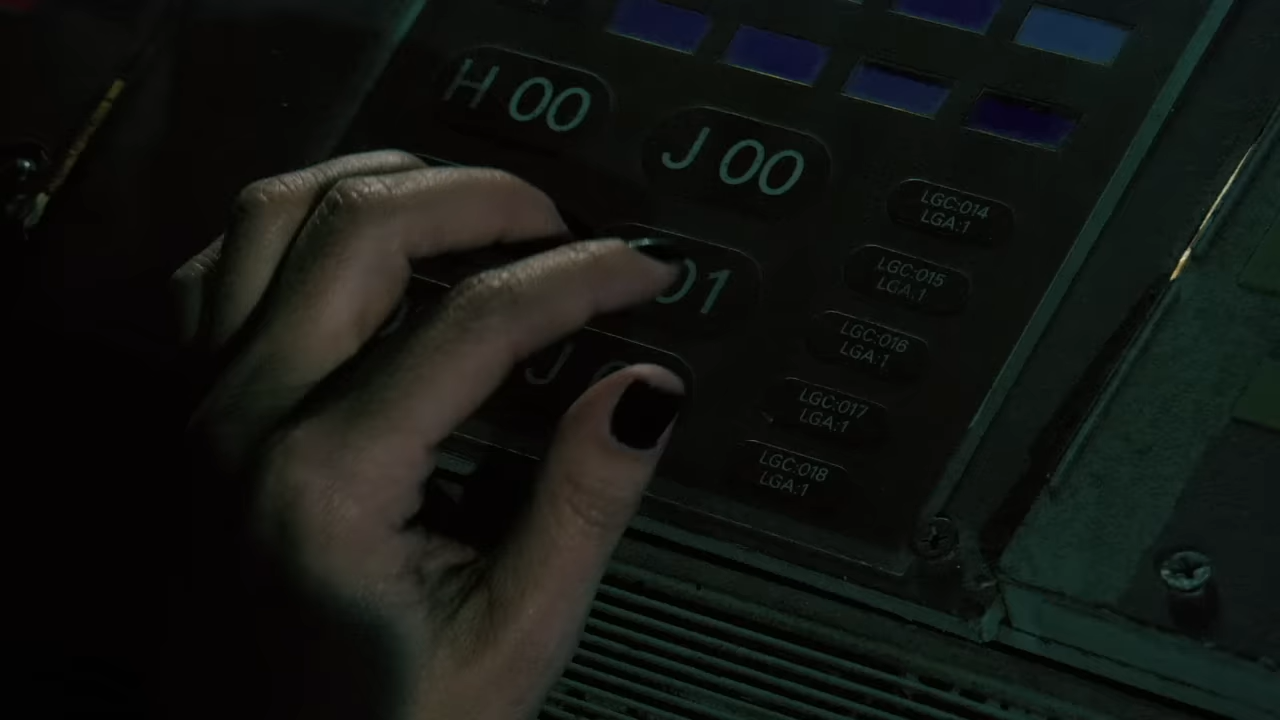 H 00
J 00
01
J
LGC:014
LGA:1
LGC:015
LGA:1
LGC:016
LGA:1
LGC:017
LGA:1
LGC:018
LGA:1